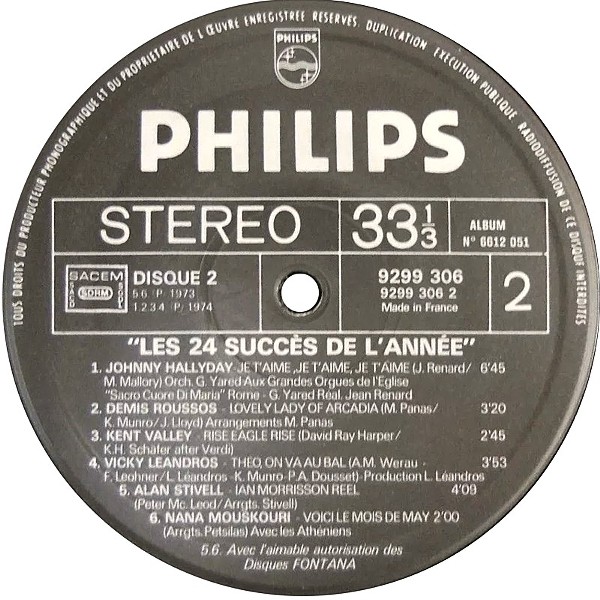 TOUS DROITS DU PRODUCTEUR PHONOGRAPHIQUE ET DU PROPRIETAIRE DE L'ŒUVRE ENREGISTREE RESERVES. DUPLICATION, EXECUTION PUBLIQUE, RADIODIFFUSION DE CE DISQUE INTERDITES
PHILIPS
PHILIPS
STEREO 33 1/3 ALBUM
N° 6612 051
SACEM
SACD SDRM SGDL
DISQUE 2
5.6. (P) 1973
1.2.3.4 (P) 1974
9299 306
9299 306 2
Made in France
2
"LES 24 SUCCÈS DE L'ANNÉE"
1. JOHNNY HALLYDAY - JE T'AIME, JE T'AIME, JE T'AIME (J. Renard/ 6'45
M. Mallory) Orch. G. Yared-Aux Grandes Orgues de l'Eglise
"Sacro Cuore Di Maria" Rome - G. Yared Réal. Jean Renard
2. DEMIS ROUSSOS - LOVELY LADY OF ARCADIA (M. Panas/ 3'20
K. Munro/J. Lloyd) Arrangements M. Panas
3. KENT VALLEY - RISE EAGLE RISE (David Ray Harper/ 2'45
K.H. Schäfer after Verdi)
4. VICKY LEANDROS - THEO, ON VA AU BAL (A.M. Werau - 3'53
F. Leohner/L. Léandros - K. Munro-P.A. Dousset)-Production L. Léandros
5. ALAN STIVELL - IAN MORRISSON REEL 4'09
(Peter Mc. Leod/Arrgts. Stivell)
6. NANA MOUSKOURI - VOICI LE MOIS DE MAY 2'00
(Arrgts. Petsilas) Avec les Athéniens
5.6. Avec l'aimable autorisation des
Disques FONTANA